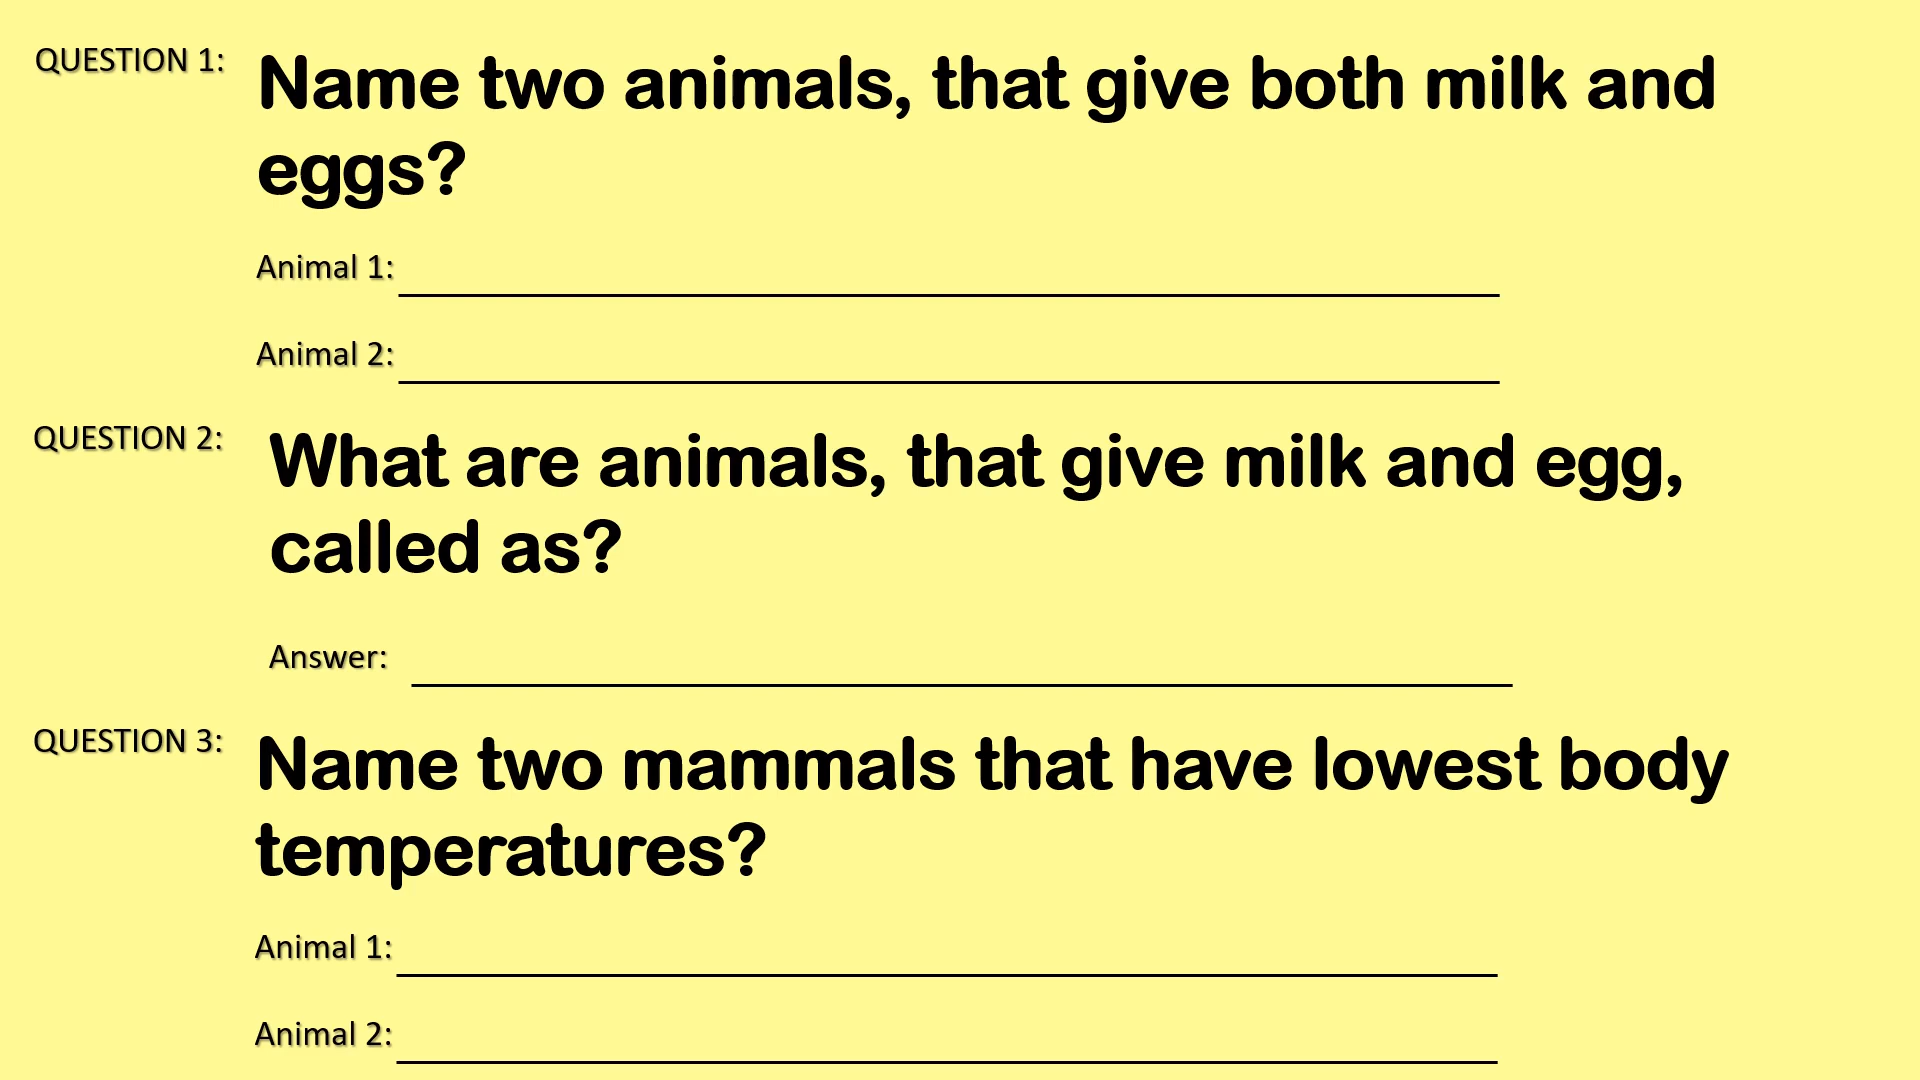 QUESTION 1:
Name two animals, that give both milk and
eggs?
Animal 1:
Animal 2:
QUESTION 2:
What are animals, that give milk and egg,
called as?
Answer:
QUESTION 3:
Name two mammals that have lowest body
temperatures?
Animal 1:
Animal 2: